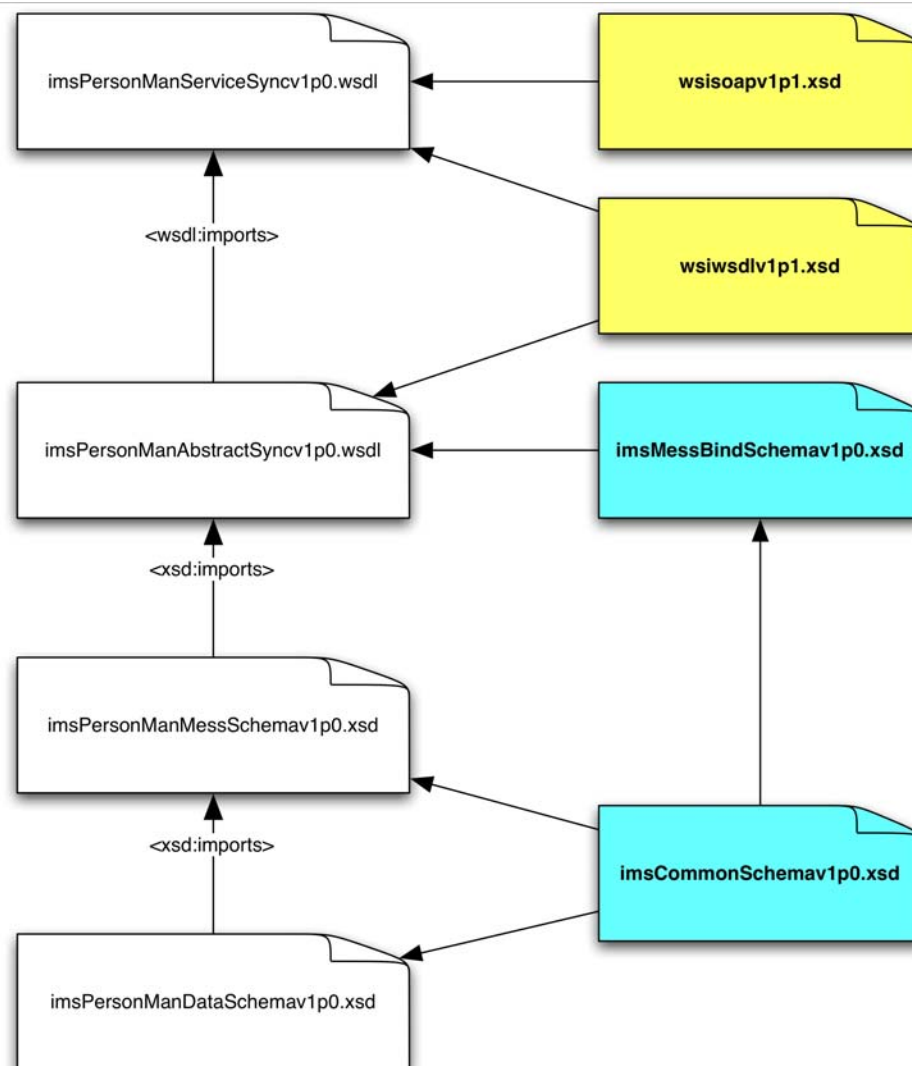 imsPersonManServiceSyncv1p0.wsdl
wsisoapv1p1.xsd
<wsdl:imports>
wsiwsdlv1p1.xsd
imsPersonManAbstractSyncv1p0.wsdl
imsMessBindSchemav1p0.xsd
<xsd:imports>
imsPersonManMessSchemav1p0.xsd
<xsd:imports>
imsCommonSchemav1p0.xsd
imsPersonManDataSchemav1p0.xsd